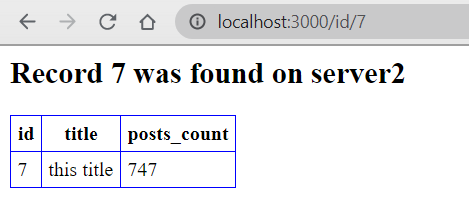 localhost:3000/id/7
Record 7 was found on server2
id title posts_count
7 this title 747